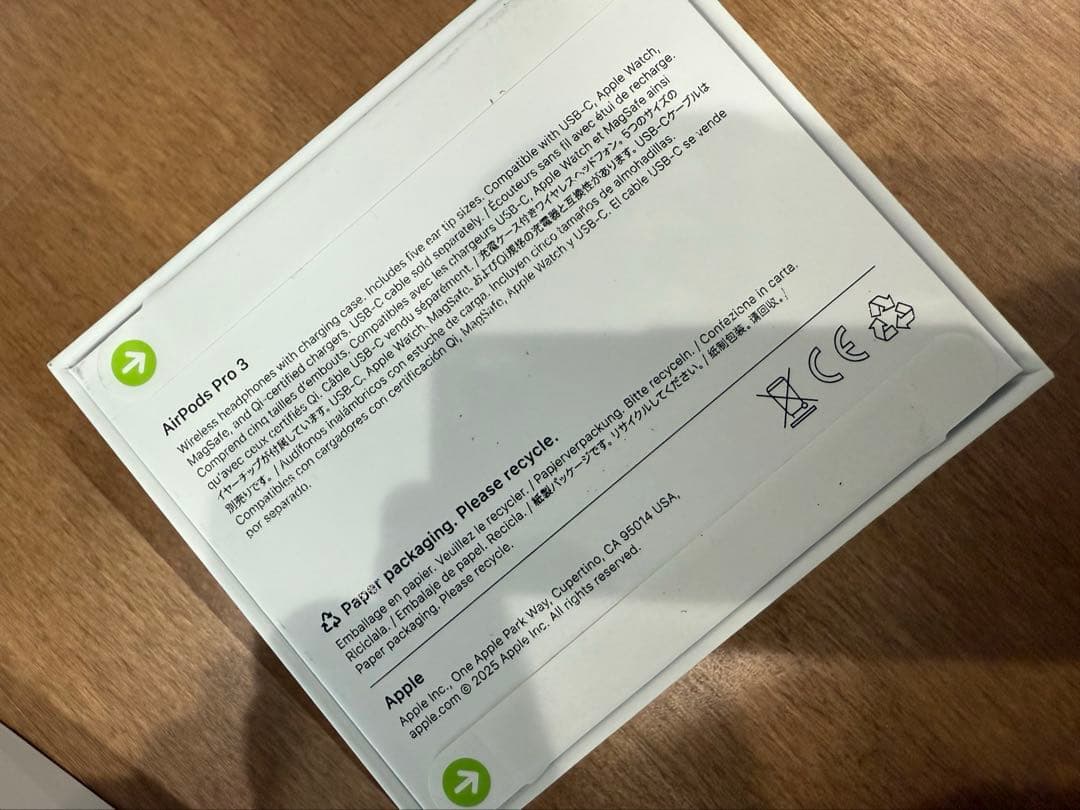 AirPods Pro 3
Wireless headphones with charging case. Includes five ear tip sizes. Compatible with USB-C, Apple Watch,
MagSafe, and Qi-certified chargers. USB-C cable sold separately. / Écouteurs sans fil avec étui de recharge.
Comprend cinq tailles d'embouts. Compatibles avec les chargeurs USB-C, Apple Watch et MagSafe ainsi
qu'avec ceux certifiés Qi. Câble USB-C vendu séparément. / 充電ケース付きワイヤレスヘッドフォン。5つのサイズの
イヤーチップが付属しています。USB-C、Apple Watch、MagSafe、およびQi規格の充電器と互換性があります。USB-Cケーブルは
別売りです。/ Audífonos inalámbricos con estuche de carga. Incluyen cinco tamaños de almohadillas.
Compatibles con cargadores con certificación Qi, MagSafe, Apple Watch y USB-C. El cable USB-C se vende
por separado.
Paper packaging. Please recycle.
Emballage en papier. Veuillez le recycler. / Papierverpackung. Bitte recyceln. / Confeziona in carta.
Riciclala. / Embalaje de papel. Recicla. / 紙製パッケージです。リサイクルしてください。/ 紙制包装。请回收。/
Paper packaging. Please recycle.
CE
Apple
Apple Inc., One Apple Park Way, Cupertino, CA 95014 USA,
apple.com © 2025 Apple Inc. All rights reserved.